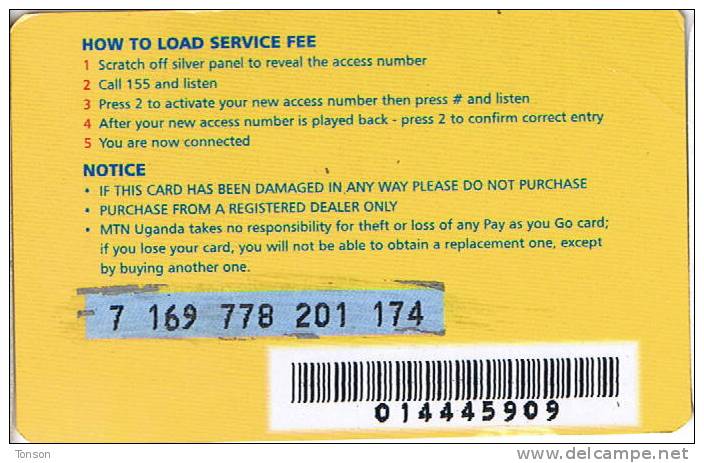 HOW TO LOAD SERVICE FEE
1 Scratch off silver panel to reveal the access number
2 Call 155 and listen
3 Press 2 to activate your new access number then press # and listen
4 After your new access number is played back - press 2 to confirm correct entry
5 You are now connected
NOTICE
• IF THIS CARD HAS BEEN DAMAGED IN ANY WAY PLEASE DO NOT PURCHASE
• PURCHASE FROM A REGISTERED DEALER ONLY
• MTN Uganda takes no responsibility for theft or loss of any Pay as you Go card;
if you lose your card, you will not be able to obtain a replacement one, except
by buying another one.
7 169 778 201 174
014445909
Tonson
delcampe.net